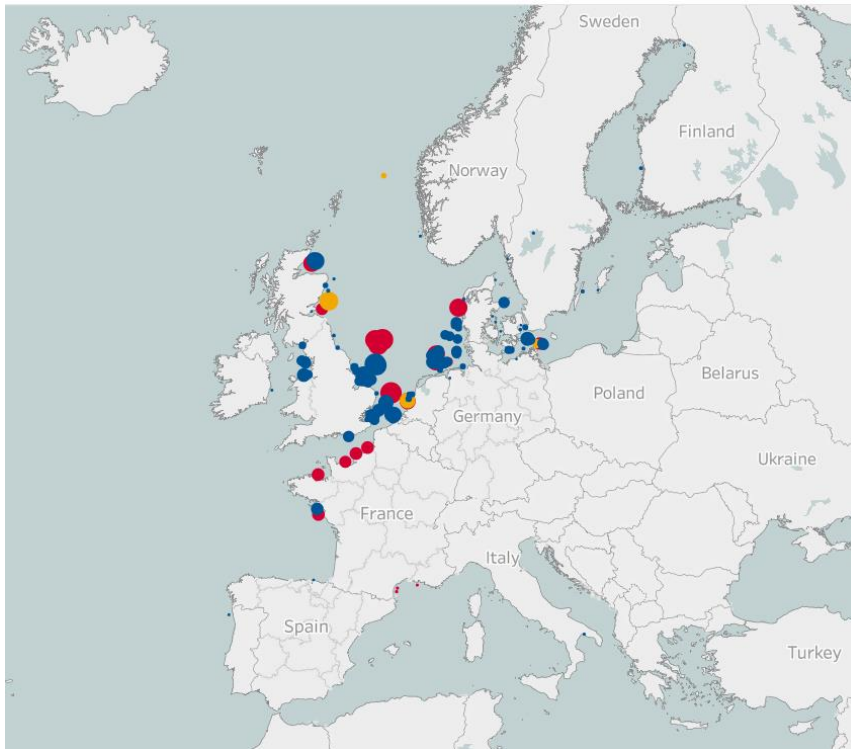 Sweden
Finland
Norway
Belarus
Poland
Germany
Ukraine
France
Italy
Spain
Turkey